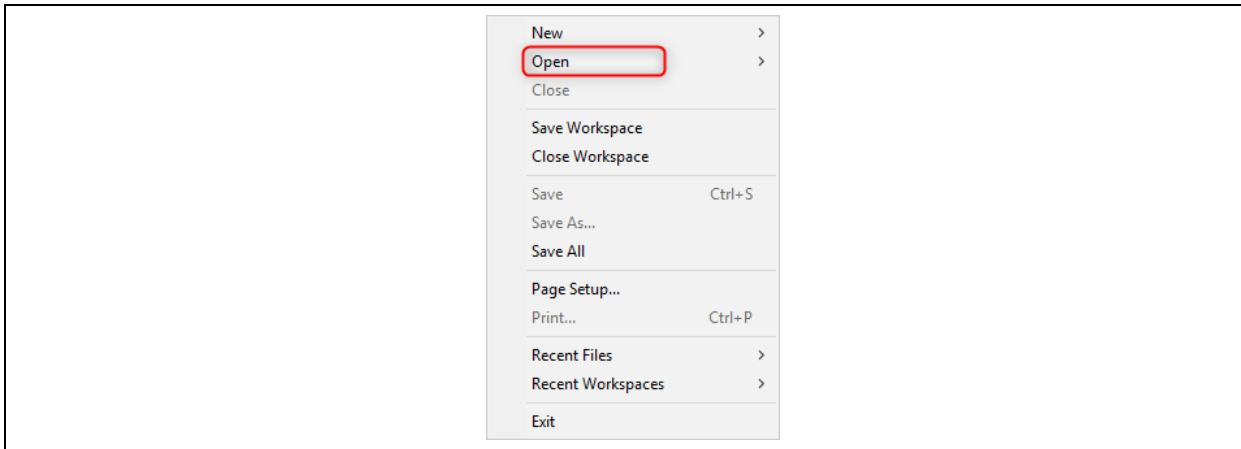 New
Open
Close
Save Workspace
Close Workspace
Save Ctrl+S
Save As...
Save All
Page Setup...
Print... Ctrl+P
Recent Files
Recent Workspaces
Exit